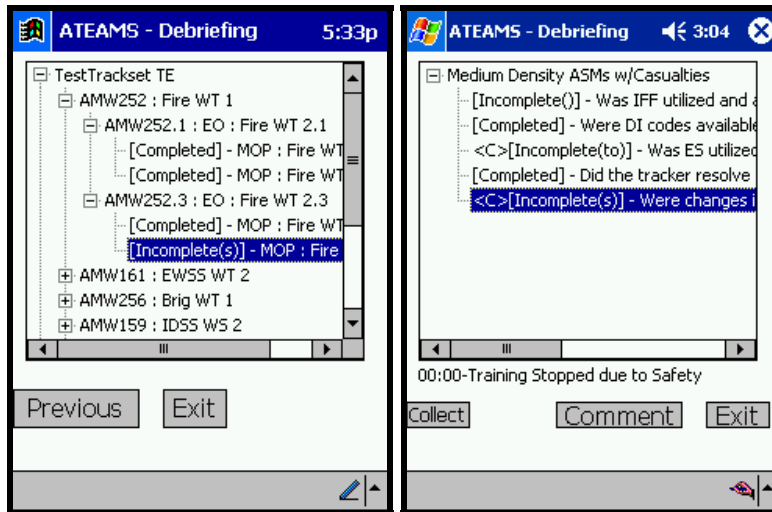 ATEAMS - Debriefing 5:33p
TestTrackset TE
AMW252 : Fire WT 1
AMW252.1 : EO : Fire WT 2.1
[Completed] - MOP : Fire WT
[Completed] - MOP : Fire WT
AMW252.3 : EO : Fire WT 2.3
[Completed] - MOP : Fire WT
[Incomplete(s)] - MOP : Fire
AMW161 : EWSS WT 2
AMW256 : Brig WT 1
AMW159 : IDSS WS 2
Previous Exit
ATEAMS - Debriefing 3:04
Medium Density ASMs w/Casualties
[Incomplete()] - Was IFF utilized and
[Completed] - Were DI codes available
<C>[Incomplete(to)] - Was ES utilized
[Completed] - Did the tracker resolve
<C>[Incomplete(s)] - Were changes i
00:00-Training Stopped due to Safety
Collect Comment Exit